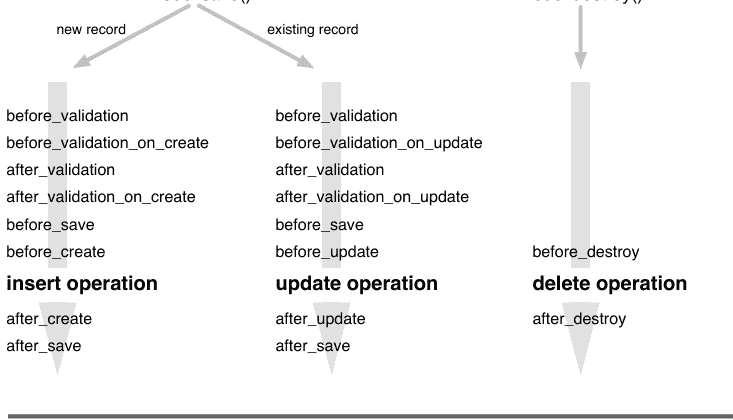 new record
existing record
before_validation
before_validation_on_create
after_validation
after_validation_on_create
before_save
before_create
insert operation
after_create
after_save
before_validation
before_validation_on_update
after_validation
after_validation_on_update
before_save
before_update
update operation
after_update
after_save
before_destroy
delete operation
after_destroy